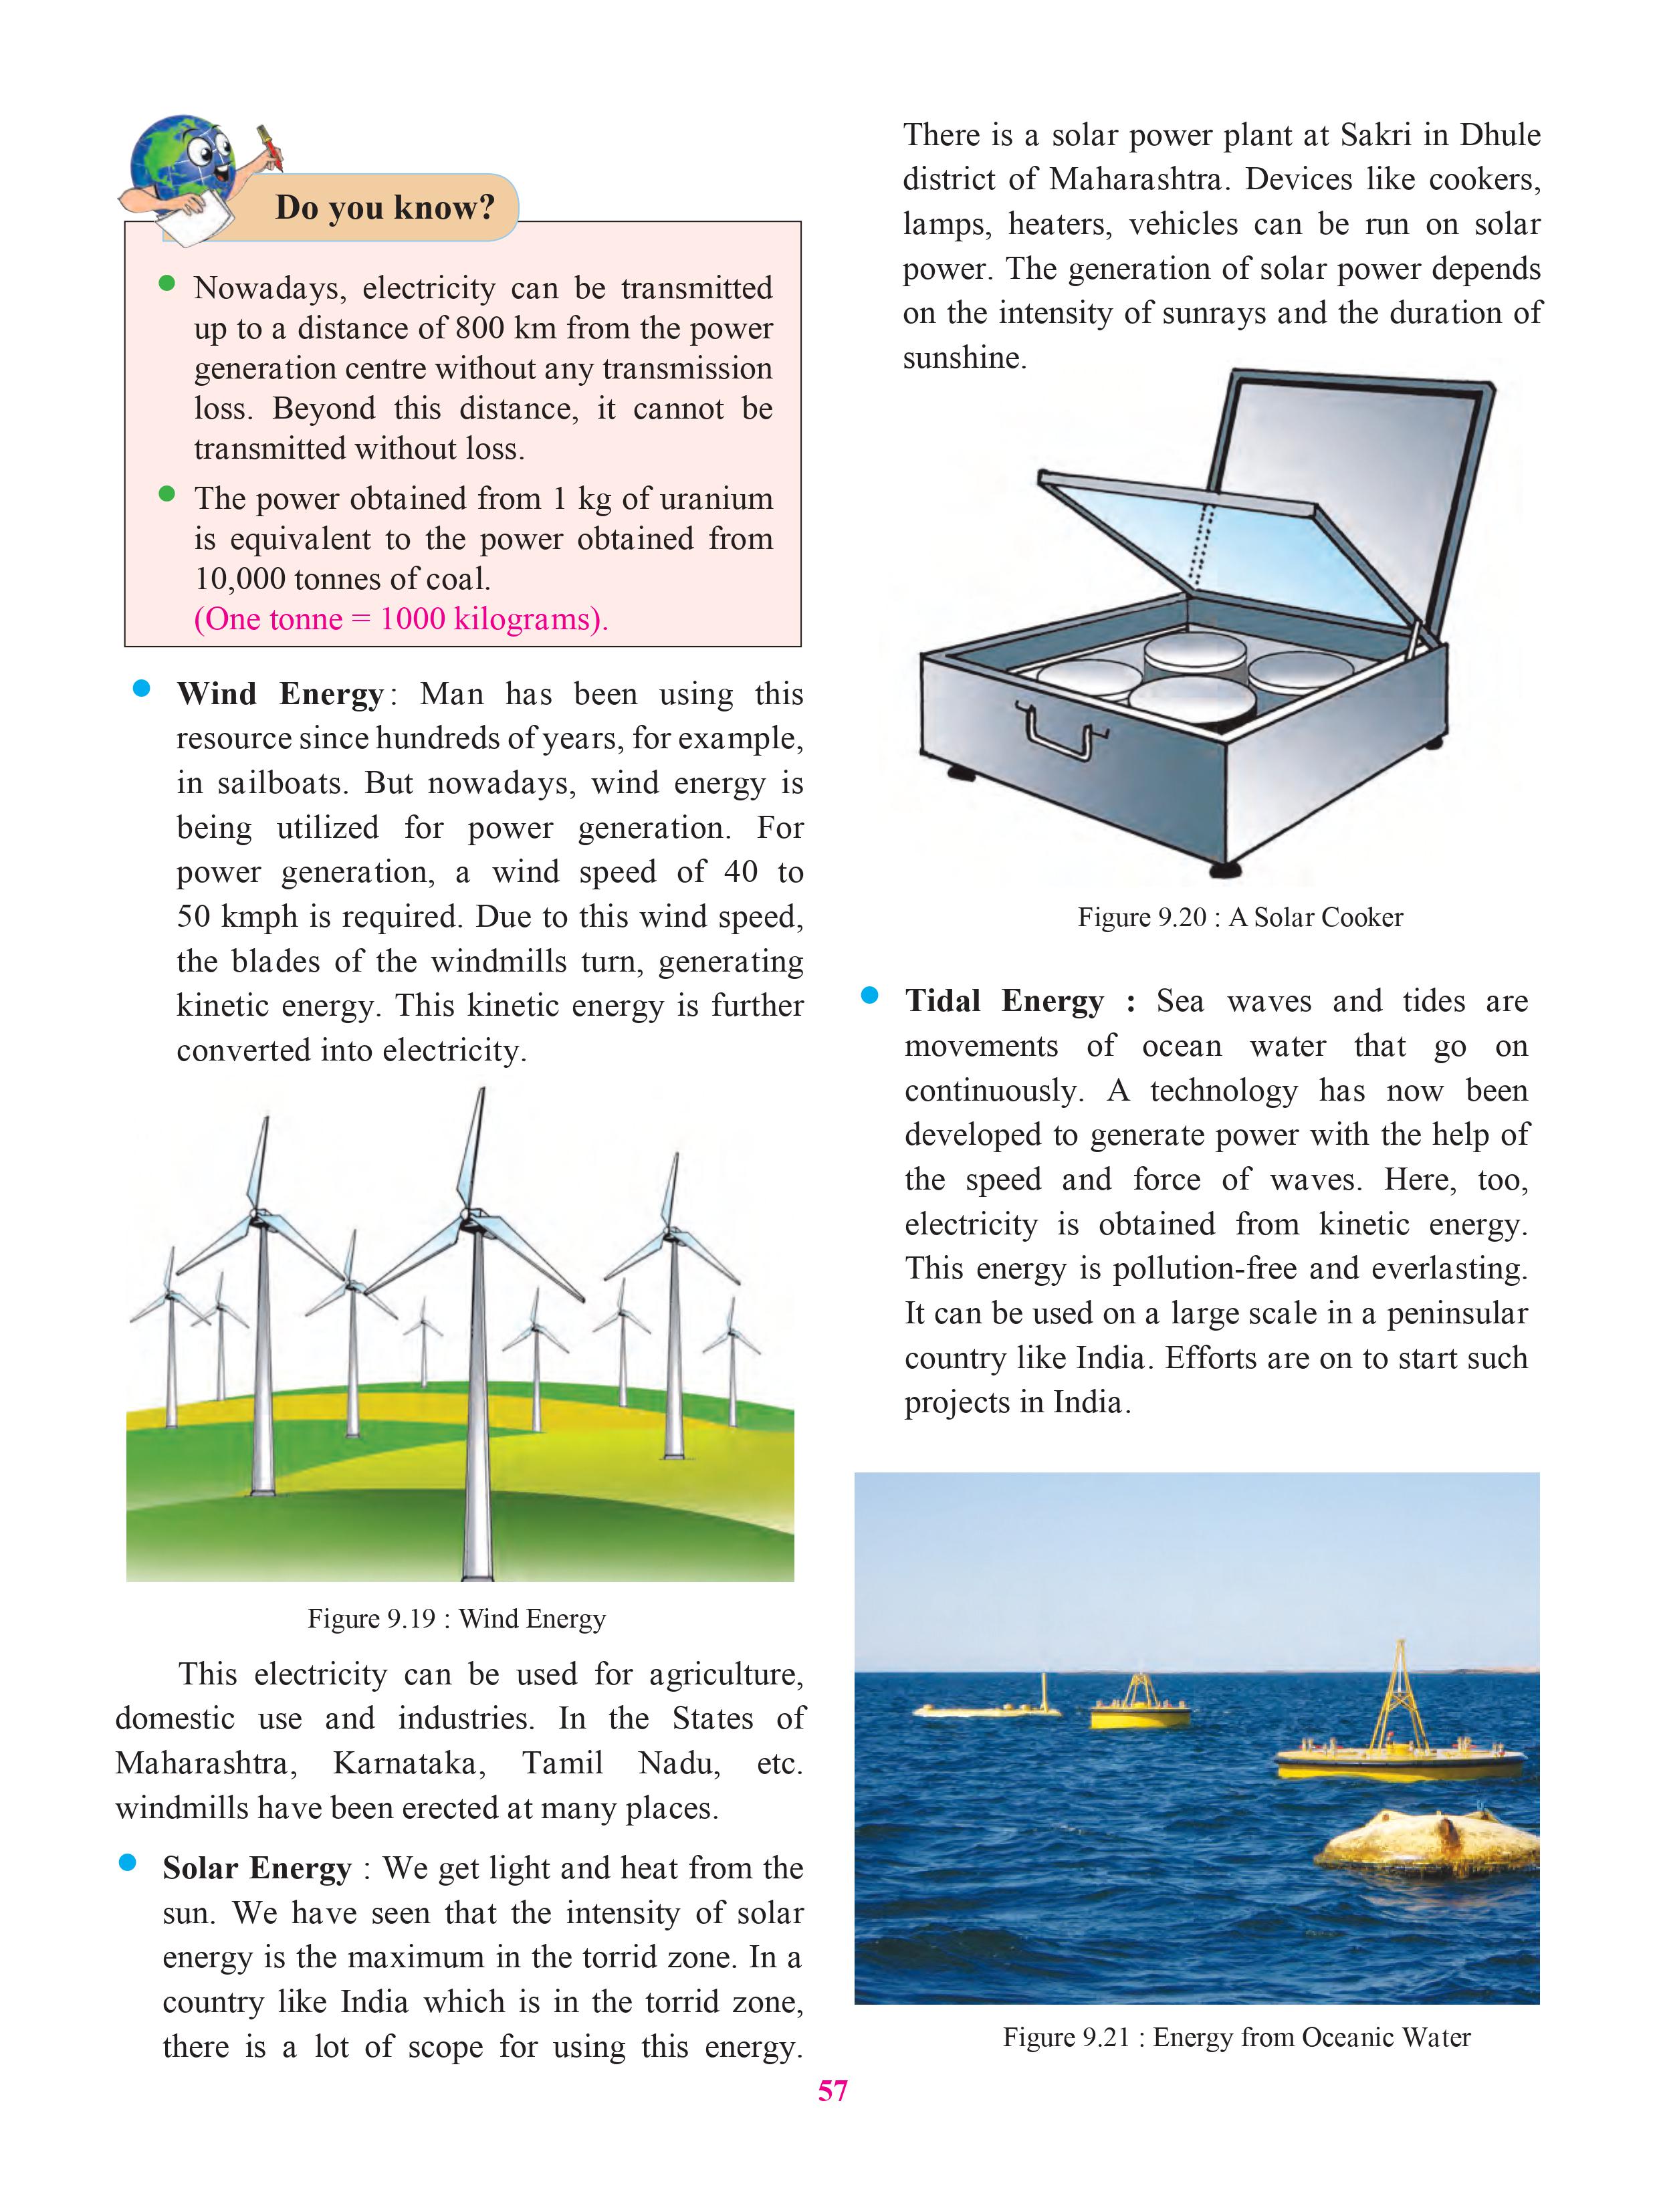 Do you know?
Nowadays, electricity can be transmitted
up to a distance of 800 km from the power
generation centre without any transmission
loss. Beyond this distance, it cannot be
transmitted without loss.
The power obtained from 1 kg of uranium
is equivalent to the power obtained from
10,000 tonnes of coal.
(One tonne = 1000 kilograms).
Wind Energy: Man has been using this
resource since hundreds of years, for example,
in sailboats. But nowadays, wind energy is
being utilized for power generation. For
power generation, a wind speed of 40 to
50 kmph is required. Due to this wind speed,
the blades of the windmills turn, generating
kinetic energy. This kinetic energy is further
converted into electricity.
Figure 9.19 : Wind Energy
This electricity can be used for agriculture,
domestic use and industries. In the States of
Maharashtra, Karnataka, Tamil Nadu, etc.
windmills have been erected at many places.
Solar Energy : We get light and heat from the
sun. We have seen that the intensity of solar
energy is the maximum in the torrid zone. In a
country like India which is in the torrid zone,
there is a lot of scope for using this energy.
There is a solar power plant at Sakri in Dhule
district of Maharashtra. Devices like cookers,
lamps, heaters, vehicles can be run on solar
power. The generation of solar power depends
on the intensity of sunrays and the duration of
sunshine.
Figure 9.20 : A Solar Cooker
Tidal Energy : Sea waves and tides are
movements of ocean water that go on
continuously. A technology has now been
developed to generate power with the help of
the speed and force of waves. Here, too,
electricity is obtained from kinetic energy.
This energy is pollution-free and everlasting.
It can be used on a large scale in a peninsular
country like India. Efforts are on to start such
projects in India.
Figure 9.21 : Energy from Oceanic Water
57